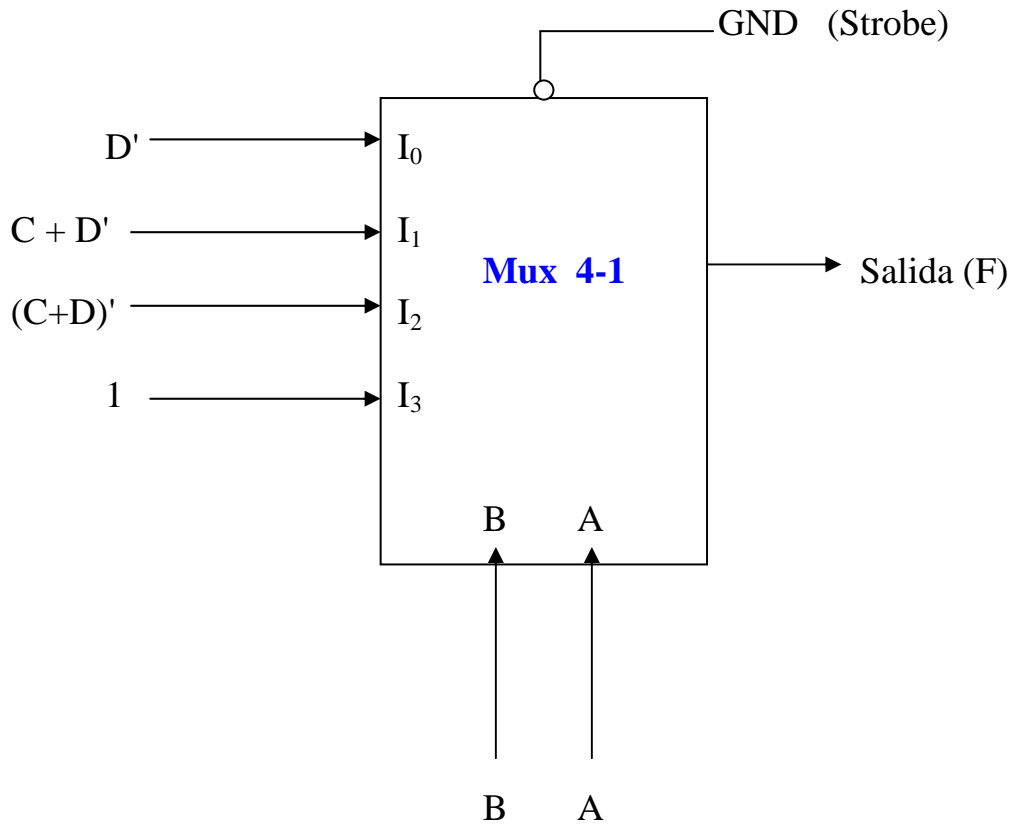 GND (Strobe)
D' I₀
C + D' I₁
Mux 4-1 Salida (F)
(C+D)' I₂
1 I₃
B A
B A